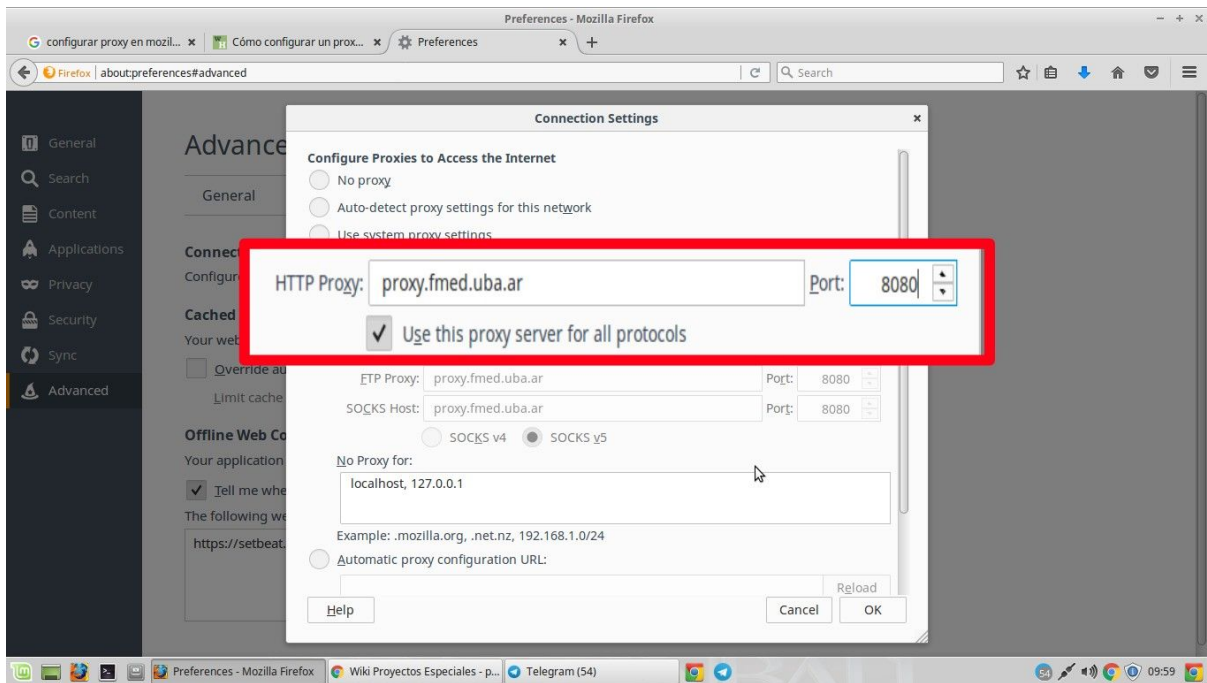 Preferences - Mozilla Firefox
configurar proxy en mozil...
Cómo configurar un prox...
Preferences
Firefox about:preferences#advanced
Search
Connection Settings
General
Search
Content
Applications
Privacy
Security
Sync
Advanced
Advance
General
Connec
Configur
Cached
Your web
Override au
Limit cache
Offline Web Co
Your application
Tell me whe
The following we
https://setbeat.
Configure Proxies to Access the Internet
No proxy
Auto-detect proxy settings for this network
Use system proxy settings
HTTP Proxy: proxy.fmed.uba.ar Port: 8080
Use this proxy server for all protocols
FTP Proxy: proxy.fmed.uba.ar Port: 8080
SOCKS Host: proxy.fmed.uba.ar Port: 8080
SOCKS v4 SOCKS v5
No Proxy for:
localhost, 127.0.0.1
Example: .mozilla.org, .net.nz, 192.168.1.0/24
Automatic proxy configuration URL:
Reload
Help Cancel OK
Preferences - Mozilla Firefox
Wiki Proyectos Especiales - p...
Telegram (54)
54
09:59